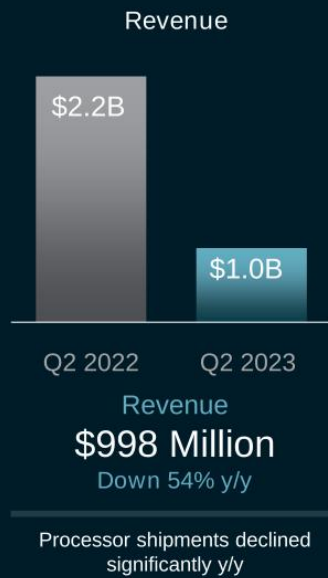 Revenue
$2.2B
$1.0B
Q2 2022 Q2 2023
Revenue
$998 Million
Down 54% y/y
Processor shipments declined
significantly y/y